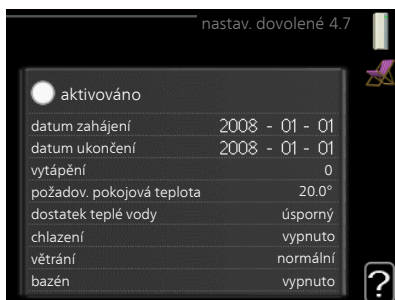 nastav. dovolené 4.7
aktivováno
datum zahájení 2008 - 01 - 01
datum ukončení 2008 - 01 - 01
vytápění 0
požadov. pokojová teplota 20.0°
dostatek teplé vody úsporný
chlazení vypnuto
větrání normální
bazén vypnuto
?